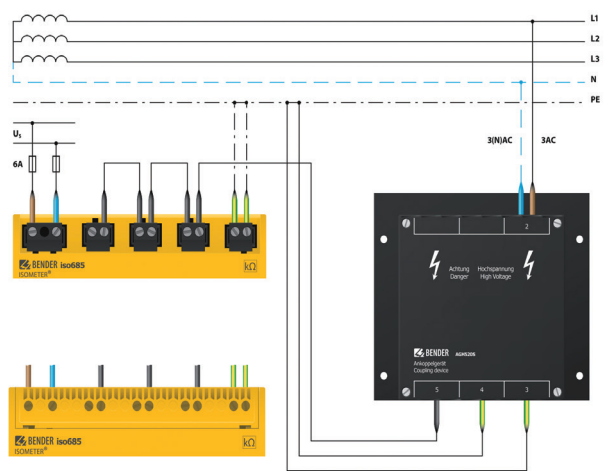 L1
L2
L3
N
PE
3(N)AC
3AC
Us
6A
BENDER iso685
ISOMETER®
kΩ
2
Achtung Hochspannung
Danger High Voltage
BENDER AGH520S
Ankoppelgerät
Coupling device
5 4 3
BENDER iso685
ISOMETER®
kΩ